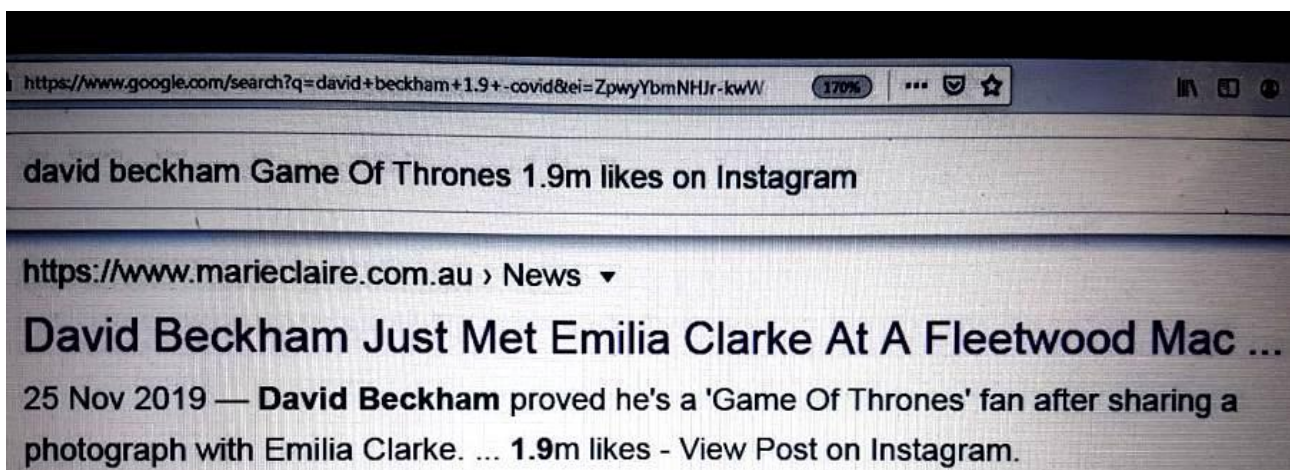 https://www.google.com/search?q=david+beckham+1.9+-covid&ei=ZpwyYbmNHJr-kwW 170%
david beckham Game Of Thrones 1.9m likes on Instagram
https://www.marieclaire.com.au › News
David Beckham Just Met Emilia Clarke At A Fleetwood Mac ...
25 Nov 2019 — David Beckham proved he's a 'Game Of Thrones' fan after sharing a
photograph with Emilia Clarke. ... 1.9m likes - View Post on Instagram.